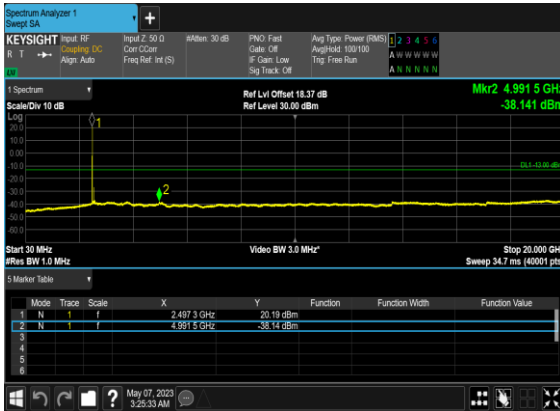 Spectrum Analyzer 1
Swept SA
+
KEYSIGHT
R T
Input: RF
Coupling: DC
Align: Auto
Input Z: 50 Ω
Corr CCorr
Freq Ref: Int (S)
#Atten: 30 dB
PNO: Fast
Gate: Off
IF Gain: Low
Sig Track: Off
Avg Type: Power (RMS)
Avg|Hold: 100/100
Trig: Free Run
1 2 3 4 5 6
A W W W W W
A N N N N N
1 Spectrum
Scale/Div 10 dB
Ref Lvl Offset 18.37 dB
Ref Level 30.00 dBm
Mkr2 4.991 5 GHz
-38.141 dBm
Log
20.0
10.0
0.00
-10.0
-20.0
-30.0
-40.0
-50.0
-60.0
1
2
DL1 -13.00 dBm
Start 30 MHz
#Res BW 1.0 MHz
Video BW 3.0 MHz*
Stop 20.000 GHz
Sweep 34.7 ms (40001 pts)
5 Marker Table
Mode Trace Scale X Y Function Function Width Function Value
1 N 1 f 2.497 3 GHz 20.19 dBm
2 N 1 f 4.991 5 GHz -38.14 dBm
3
4
5
6
?
May 07, 2023
3:25:33 AM